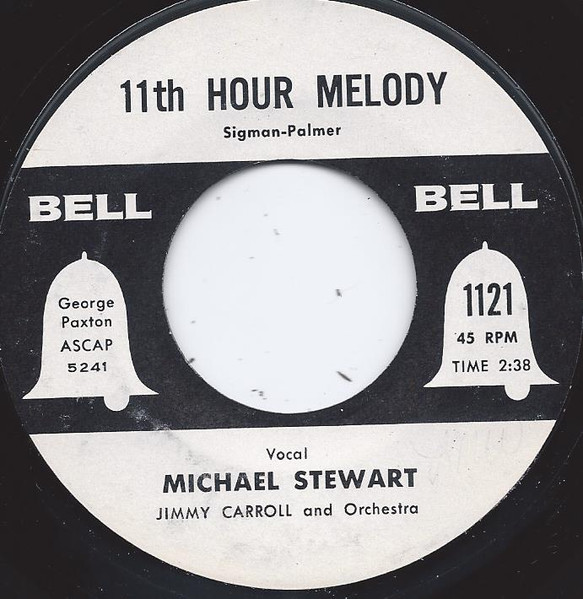 11th HOUR MELODY
Sigman-Palmer
BELL
BELL
George
Paxton
ASCAP
5241
1121
45 RPM
TIME 2:38
Vocal
MICHAEL STEWART
JIMMY CARROLL and Orchestra